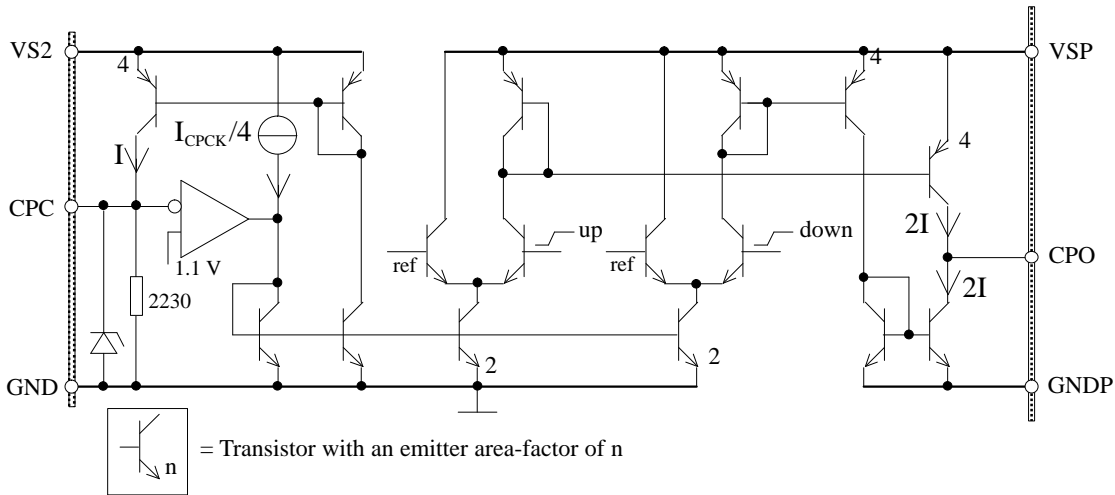 VS2
VSP
4
4
I_CPCK/4
I
4
CPC
up
down
2I
1.1 V
ref
ref
CPO
2230
2I
2
2
GND
GNDP
n
= Transistor with an emitter area-factor of n